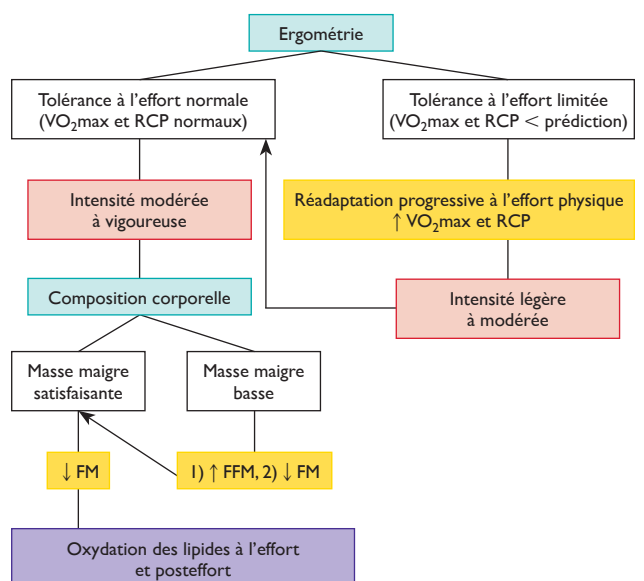 Ergométrie
Tolérance à l'effort normale
(VO₂max et RCP normaux)
Tolérance à l'effort limitée
(VO₂max et RCP < prédiction)
Intensité modérée
à vigoureuse
Réadaptation progressive à l'effort physique
↑ VO₂max et RCP
Composition corporelle
Intensité légère
à modérée
Masse maigre
satisfaisante
Masse maigre
basse
↓ FM
1) ↑ FFM, 2) ↓ FM
Oxydation des lipides à l'effort
et posteffort